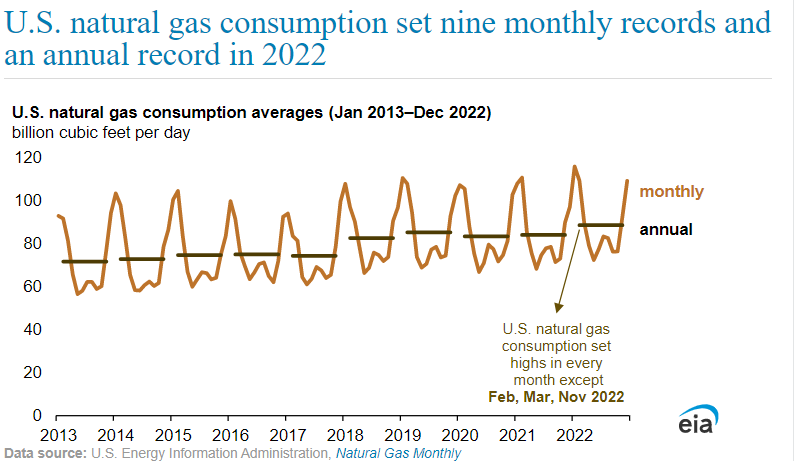 U.S. natural gas consumption set nine monthly records and
an annual record in 2022
U.S. natural gas consumption averages (Jan 2013–Dec 2022)
billion cubic feet per day
120
100
80
60
40
20
0
monthly
annual
U.S. natural gas
consumption set
highs in every
month except
Feb, Mar, Nov 2022
2013 2014 2015 2016 2017 2018 2019 2020 2021 2022
eia
Data source: U.S. Energy Information Administration, Natural Gas Monthly